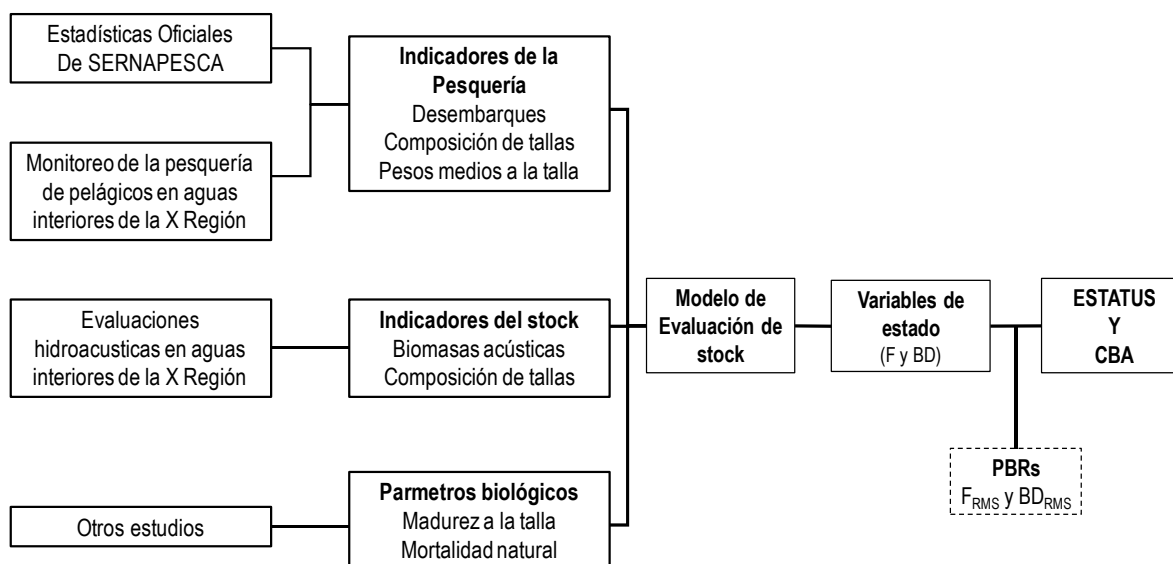 Estadísticas Oficiales
De SERNAPESCA
Monitoreo de la pesquería
de pelágicos en aguas
interiores de la X Región
Evaluaciones
hidroacusticas en aguas
interiores de la X Región
Otros estudios
Indicadores de la
Pesquería
Desembarques
Composición de tallas
Pesos medios a la talla
Indicadores del stock
Biomasas acústicas
Composición de tallas
Parmetros biológicos
Madurez a la talla
Mortalidad natural
Modelo de
Evaluación de
stock
Variables de
estado
(F y BD)
ESTATUS
Y
CBA
PBRs
FRMS y BDRMS